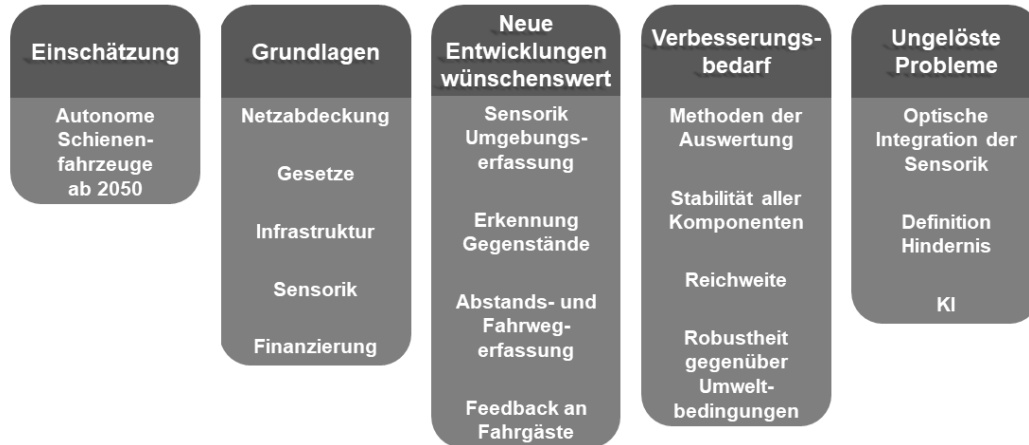 Einschätzung
Autonome
Schienen-
fahrzeuge
ab 2050
Grundlagen
Netzabdeckung
Gesetze
Infrastruktur
Sensorik
Finanzierung
Neue
Entwicklungen
wünschenswert
Sensorik
Umgebungs-
erfassung
Erkennung
Gegenstände
Abstands- und
Fahrweg-
erfassung
Feedback an
Fahrgäste
Verbesserungs-
bedarf
Methoden der
Auswertung
Stabilität aller
Komponenten
Reichweite
Robustheit
gegenüber
Umwelt-
bedingungen
Ungelöste
Probleme
Optische
Integration der
Sensorik
Definition
Hindernis
KI